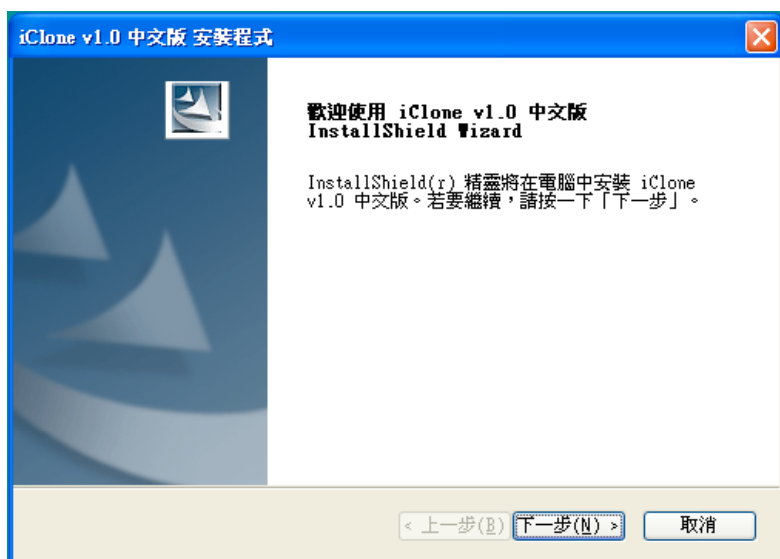 iClone v1.0 中文版 安裝程式
歡迎使用 iClone v1.0 中文版
InstallShield Wizard
InstallShield(r) 精靈將在電腦中安裝 iClone
v1.0 中文版。若要繼續，請按一下「下一步」。
< 上一步(B) 下一步(N) > 取消